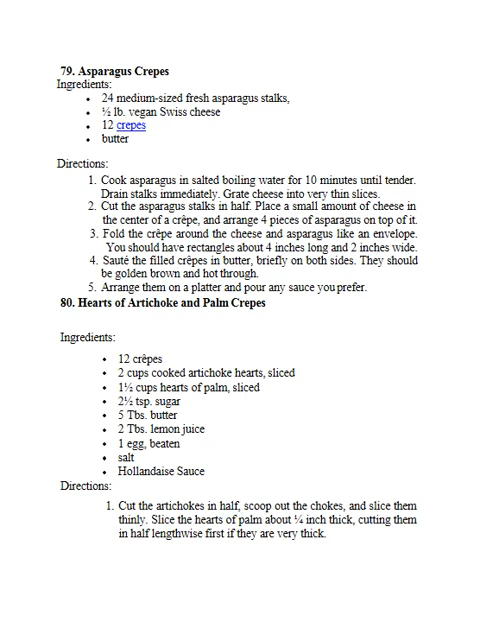 79. Asparagus Crepes
Ingredients:
• 24 medium-sized fresh asparagus stalks,
• ½ lb. vegan Swiss cheese
• 12 crepes
• butter
Directions:
1. Cook asparagus in salted boiling water for 10 minutes until tender.
Drain stalks immediately. Grate cheese into very thin slices.
2. Cut the asparagus stalks in half. Place a small amount of cheese in
the center of a crêpe, and arrange 4 pieces of asparagus on top of it.
3. Fold the crêpe around the cheese and asparagus like an envelope.
You should have rectangles about 4 inches long and 2 inches wide.
4. Sauté the filled crêpes in butter, briefly on both sides. They should
be golden brown and hot through.
5. Arrange them on a platter and pour any sauce you prefer.
80. Hearts of Artichoke and Palm Crepes
Ingredients:
• 12 crêpes
• 2 cups cooked artichoke hearts, sliced
• 1½ cups hearts of palm, sliced
• 2½ tsp. sugar
• 5 Tbs. butter
• 2 Tbs. lemon juice
• 1 egg, beaten
• salt
• Hollandaise Sauce
Directions:
1. Cut the artichokes in half, scoop out the chokes, and slice them
thinly. Slice the hearts of palm about ¼ inch thick, cutting them
in half lengthwise first if they are very thick.